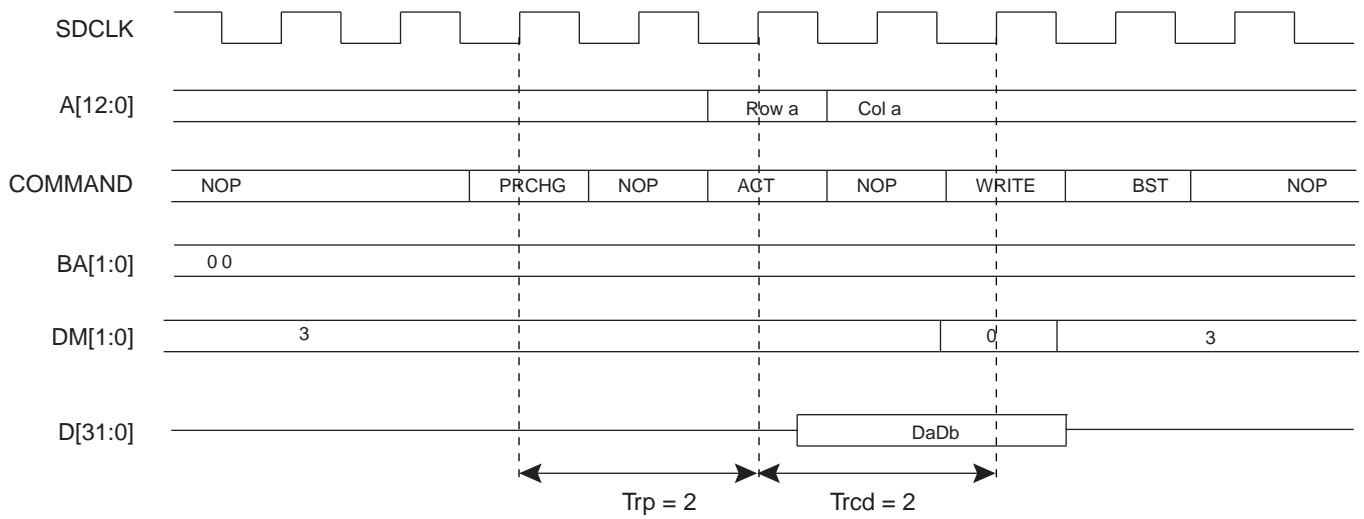 SDCLK
A[12:0] Row a Col a
COMMAND NOP PRCHG NOP ACT NOP WRITE BST NOP
BA[1:0] 0 0
DM[1:0] 3 0 3
D[31:0] DaDb
Trp = 2 Trcd = 2